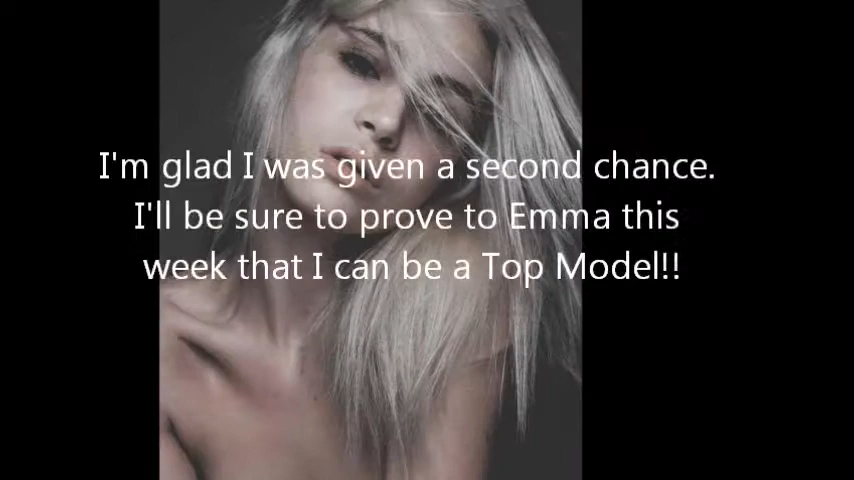 I'm glad I was given a second chance.
I'll be sure to prove to Emma this
week that I can be a Top Model!!